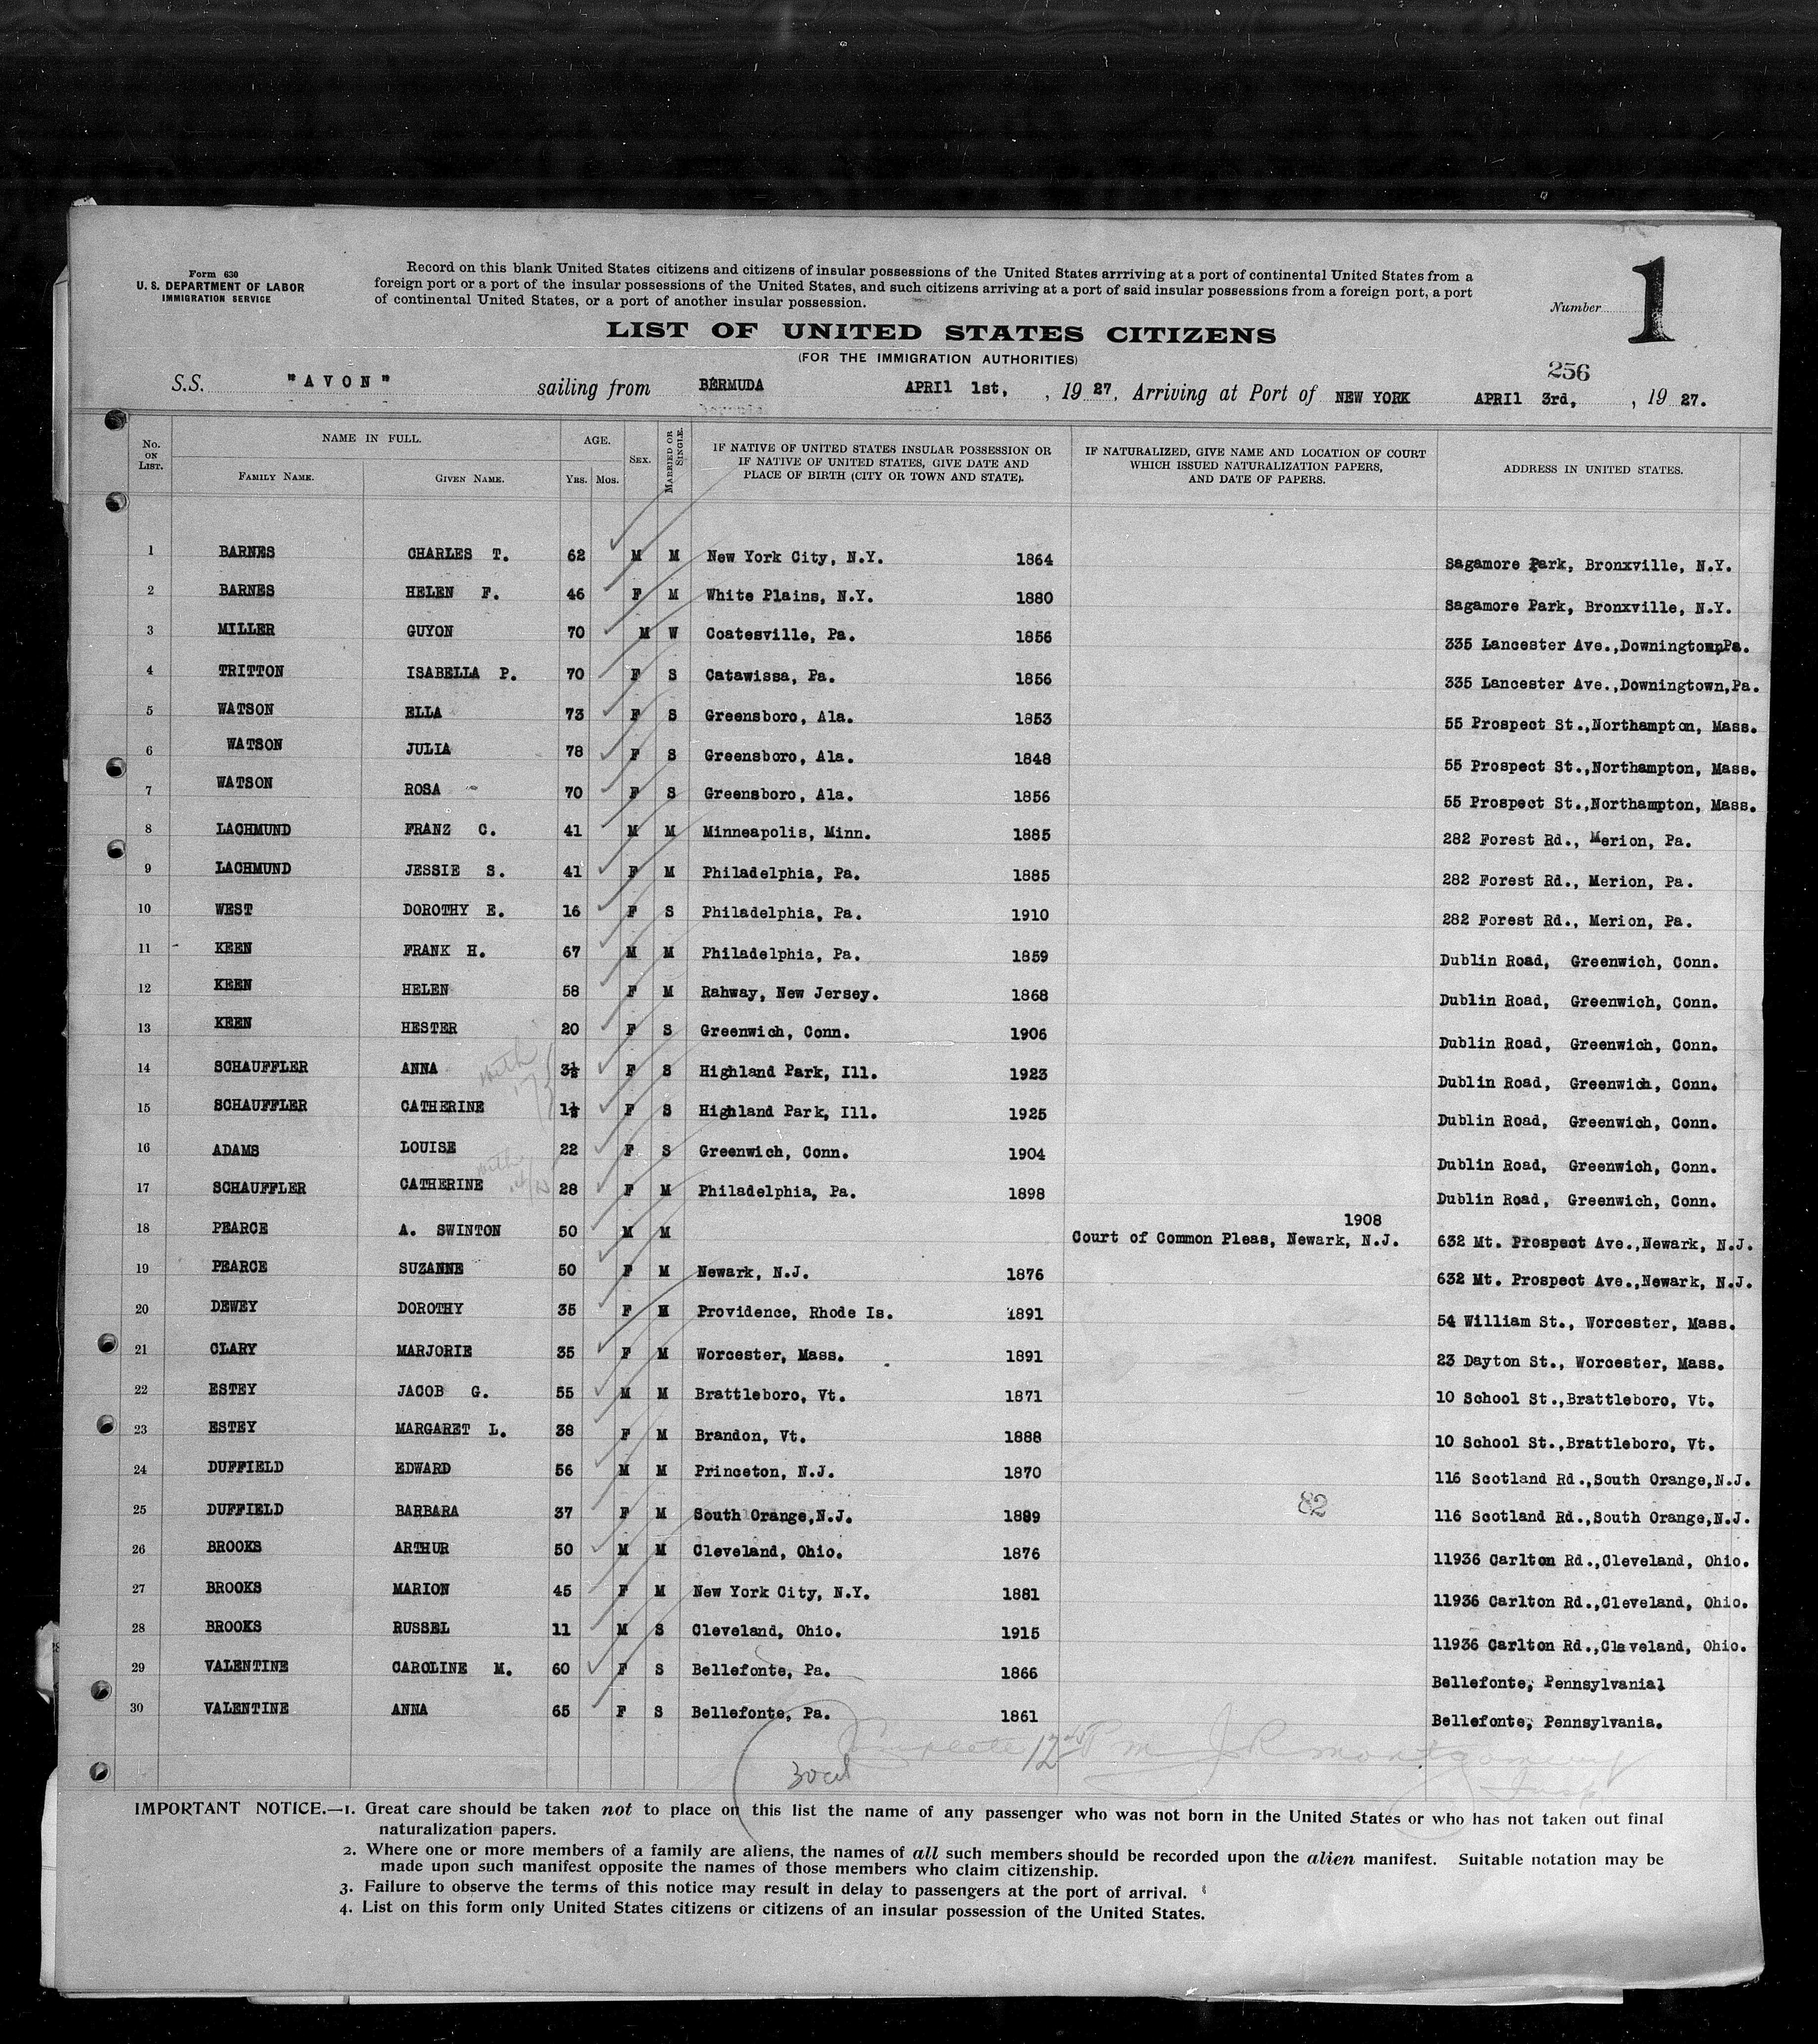 Form 630
U. S. DEPARTMENT OF LABOR
IMMIGRATION SERVICE
Record on this blank United States citizens and citizens of insular possessions of the United States arrriving at a port of continental United States from a
foreign port or a port of the insular possessions of the United States, and such citizens arriving at a port of said insular possessions from a foreign port, a port
of continental United States, or a port of another insular possession.
Number 1
LIST OF UNITED STATES CITIZENS
(FOR THE IMMIGRATION AUTHORITIES)
256
S.S. "AVON" sailing from BERMUDA APRIl 1st, , 19 27. Arriving at Port of NEW YORK APRIl 3rd, , 19 27.
No. ON LIST. NAME IN FULL. FAMILY NAME. GIVEN NAME. AGE. Yrs. Mos. SEX. MARRIED OR SINGLE. IF NATIVE OF UNITED STATES INSULAR POSSESSION OR IF NATIVE OF UNITED STATES, GIVE DATE AND PLACE OF BIRTH (CITY OR TOWN AND STATE). IF NATURALIZED, GIVE NAME AND LOCATION OF COURT WHICH ISSUED NATURALIZATION PAPERS, AND DATE OF PAPERS. ADDRESS IN UNITED STATES.
1 BARNES CHARLES T. 62 M M New York City, N.Y. 1864 Sagamore Park, Bronxville, N.Y.
2 BARNES HELEN F. 46 F M White Plains, N.Y. 1880 Sagamore Park, Bronxville, N.Y.
3 MILLER GUYON 70 M W Coatesville, Pa. 1856 335 Lancester Ave.,Downingtown,Pa.
4 TRITTON ISABELLA P. 70 F S Catawissa, Pa. 1856 335 Lancester Ave.,Downingtown,Pa.
5 WATSON ELLA 73 F S Greensboro, Ala. 1853 55 Prospect St.,Northampton, Mass.
6 WATSON JULIA 78 F S Greensboro, Ala. 1848 55 Prospect St.,Northampton, Mass.
7 WATSON ROSA 70 F S Greensboro, Ala. 1856 55 Prospect St.,Northampton, Mass.
8 LACHMUND FRANZ C. 41 M M Minneapolis, Minn. 1885 282 Forest Rd., Merion, Pa.
9 LACHMUND JESSIE S. 41 F M Philadelphia, Pa. 1885 282 Forest Rd., Merion, Pa.
10 WEST DOROTHY E. 16 F S Philadelphia, Pa. 1910 282 Forest Rd., Merion, Pa.
11 KEEN FRANK H. 67 M M Philadelphia, Pa. 1859 Dublin Road, Greenwich, Conn.
12 KEEN HELEN 58 F M Rahway, New Jersey. 1868 Dublin Road, Greenwich, Conn.
13 KEEN HESTER 20 F S Greenwich, Conn. 1906 Dublin Road, Greenwich, Conn.
14 SCHAUFFLER ANNA 3½ F S Highland Park, Ill. 1923 Dublin Road, Greenwich, Conn.
15 SCHAUFFLER CATHERINE 1½ F S Highland Park, Ill. 1925 Dublin Road, Greenwich, Conn.
16 ADAMS LOUISE 22 F S Greenwich, Conn. 1904 Dublin Road, Greenwich, Conn.
17 SCHAUFFLER CATHERINE 28 F M Philadelphia, Pa. 1898 Dublin Road, Greenwich, Conn.
18 PEARCE A. SWINTON 50 M M 1908 Court of Common Pleas, Newark, N.J. 632 Mt. Prospect Ave.,Newark, N.J.
19 PEARCE SUZANNE 50 F M Newark, N.J. 1876 632 Mt. Prospect Ave.,Newark, N.J.
20 DEWEY DOROTHY 35 F M Providence, Rhode Is. 1891 54 William St., Worcester, Mass.
21 CLARY MARJORIE 35 F M Worcester, Mass. 1891 23 Dayton St., Worcester, Mass.
22 ESTEY JACOB G. 55 M M Brattleboro, Vt. 1871 10 School St.,Brattleboro, Vt.
23 ESTEY MARGARET L. 38 F M Brandon, Vt. 1888 10 School St.,Brattleboro, Vt.
24 DUFFIELD EDWARD 56 M M Princeton, N.J. 1870 116 Scotland Rd.,South Orange,N.J.
25 DUFFIELD BARBARA 37 F M South Orange,N.J. 1889 82 116 Scotland Rd.,South Orange,N.J.
26 BROOKS ARTHUR 50 M M Cleveland, Ohio. 1876 11936 Carlton Rd.,Cleveland, Ohio.
27 BROOKS MARION 45 F M New York City, N.Y. 1881 11936 Carlton Rd.,Cleveland, Ohio.
28 BROOKS RUSSEL 11 M S Cleveland, Ohio. 1915 11936 Carlton Rd.,Cleveland, Ohio.
29 VALENTINE CAROLINE M. 60 F S Bellefonte, Pa. 1866 Bellefonte, Pennsylvanial
30 VALENTINE ANNA 65 F S Bellefonte, Pa. 1861 Bellefonte, Pennsylvania.
Complete 12 PM J R Montgomery
Insp
IMPORTANT NOTICE.—1. Great care should be taken not to place on this list the name of any passenger who was not born in the United States or who has not taken out final
naturalization papers.
2. Where one or more members of a family are aliens, the names of all such members should be recorded upon the alien manifest. Suitable notation may be
made upon such manifest opposite the names of those members who claim citizenship.
3. Failure to observe the terms of this notice may result in delay to passengers at the port of arrival.
4. List on this form only United States citizens or citizens of an insular possession of the United States.